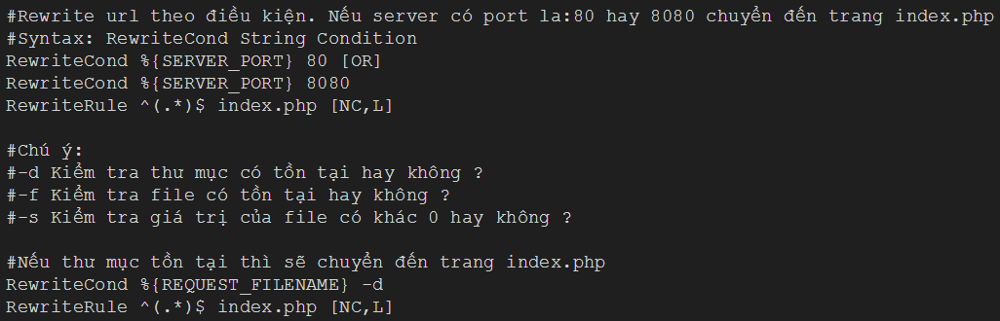 #Rewrite url theo điều kiện. Nếu server có port la:80 hay 8080 chuyển đến trang index.php
#Syntax: RewriteCond String Condition
RewriteCond %{SERVER_PORT} 80 [OR]
RewriteCond %{SERVER_PORT} 8080
RewriteRule ^(.*)$ index.php [NC,L]
#Chú ý:
#-d Kiểm tra thư mục có tồn tại hay không ?
#-f Kiểm tra file có tồn tại hay không ?
#-s Kiểm tra giá trị của file có khác 0 hay không ?
#Nếu thư mục tồn tại thì sẽ chuyển đến trang index.php
RewriteCond %{REQUEST_FILENAME} -d
RewriteRule ^(.*)$ index.php [NC,L]